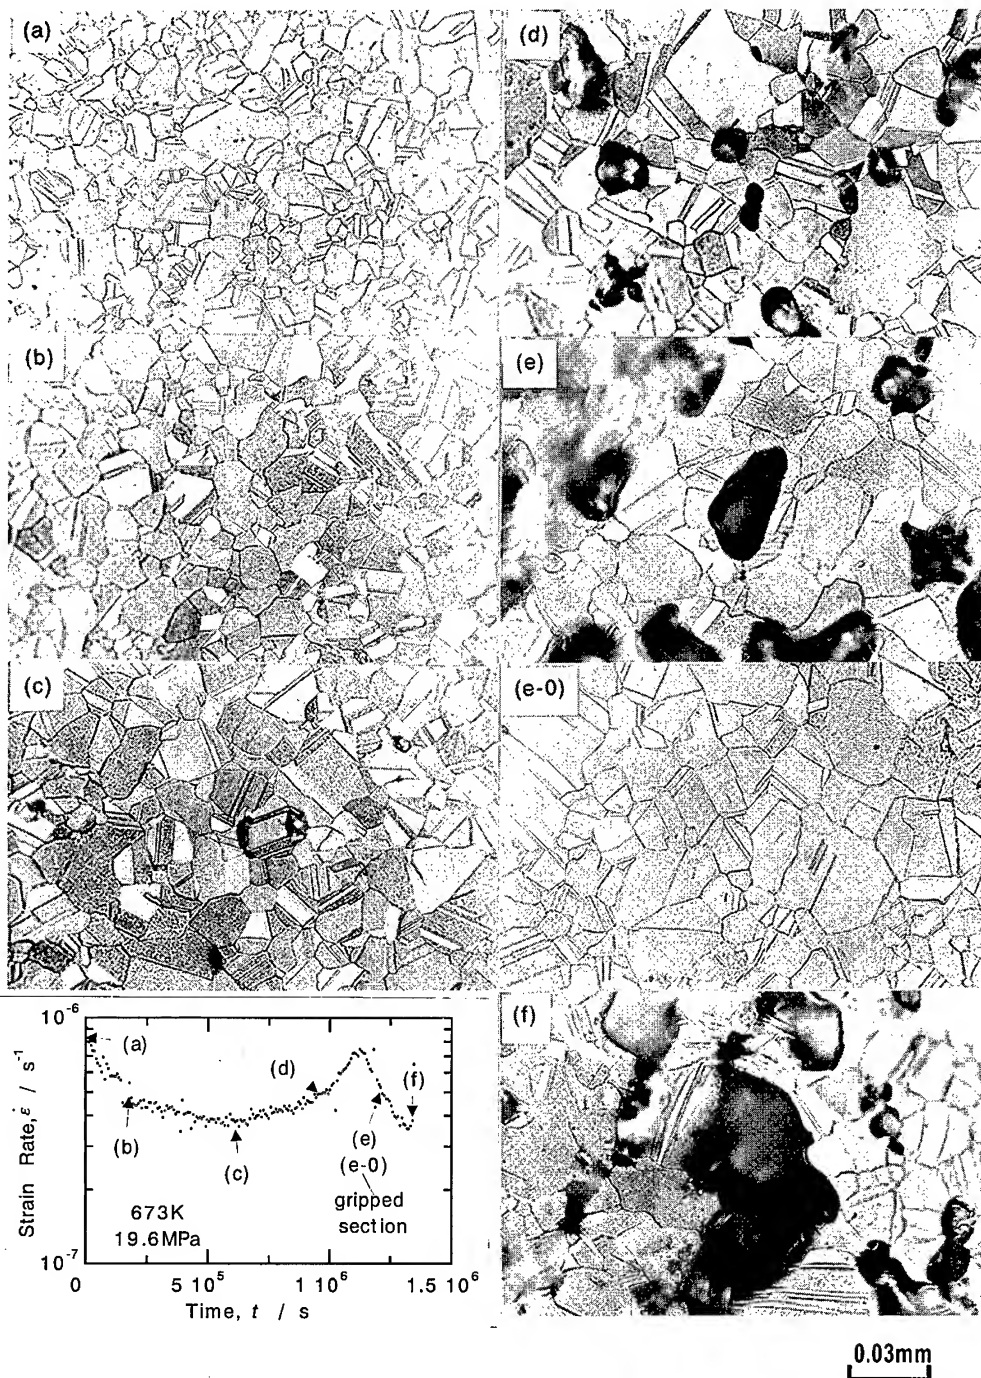 (a)
(b)
(c)
(d)
(e)
(e-0)
(f)
10⁻⁶
10⁻⁷
Strain Rate, ε̇ / s⁻¹
(a)
(b)
(c)
(d)
(e)
(e-0)
gripped
section
(f)
673K
19.6MPa
0
5 10⁵
1 10⁶
1.5 10⁶
Time, t / s
0.03mm